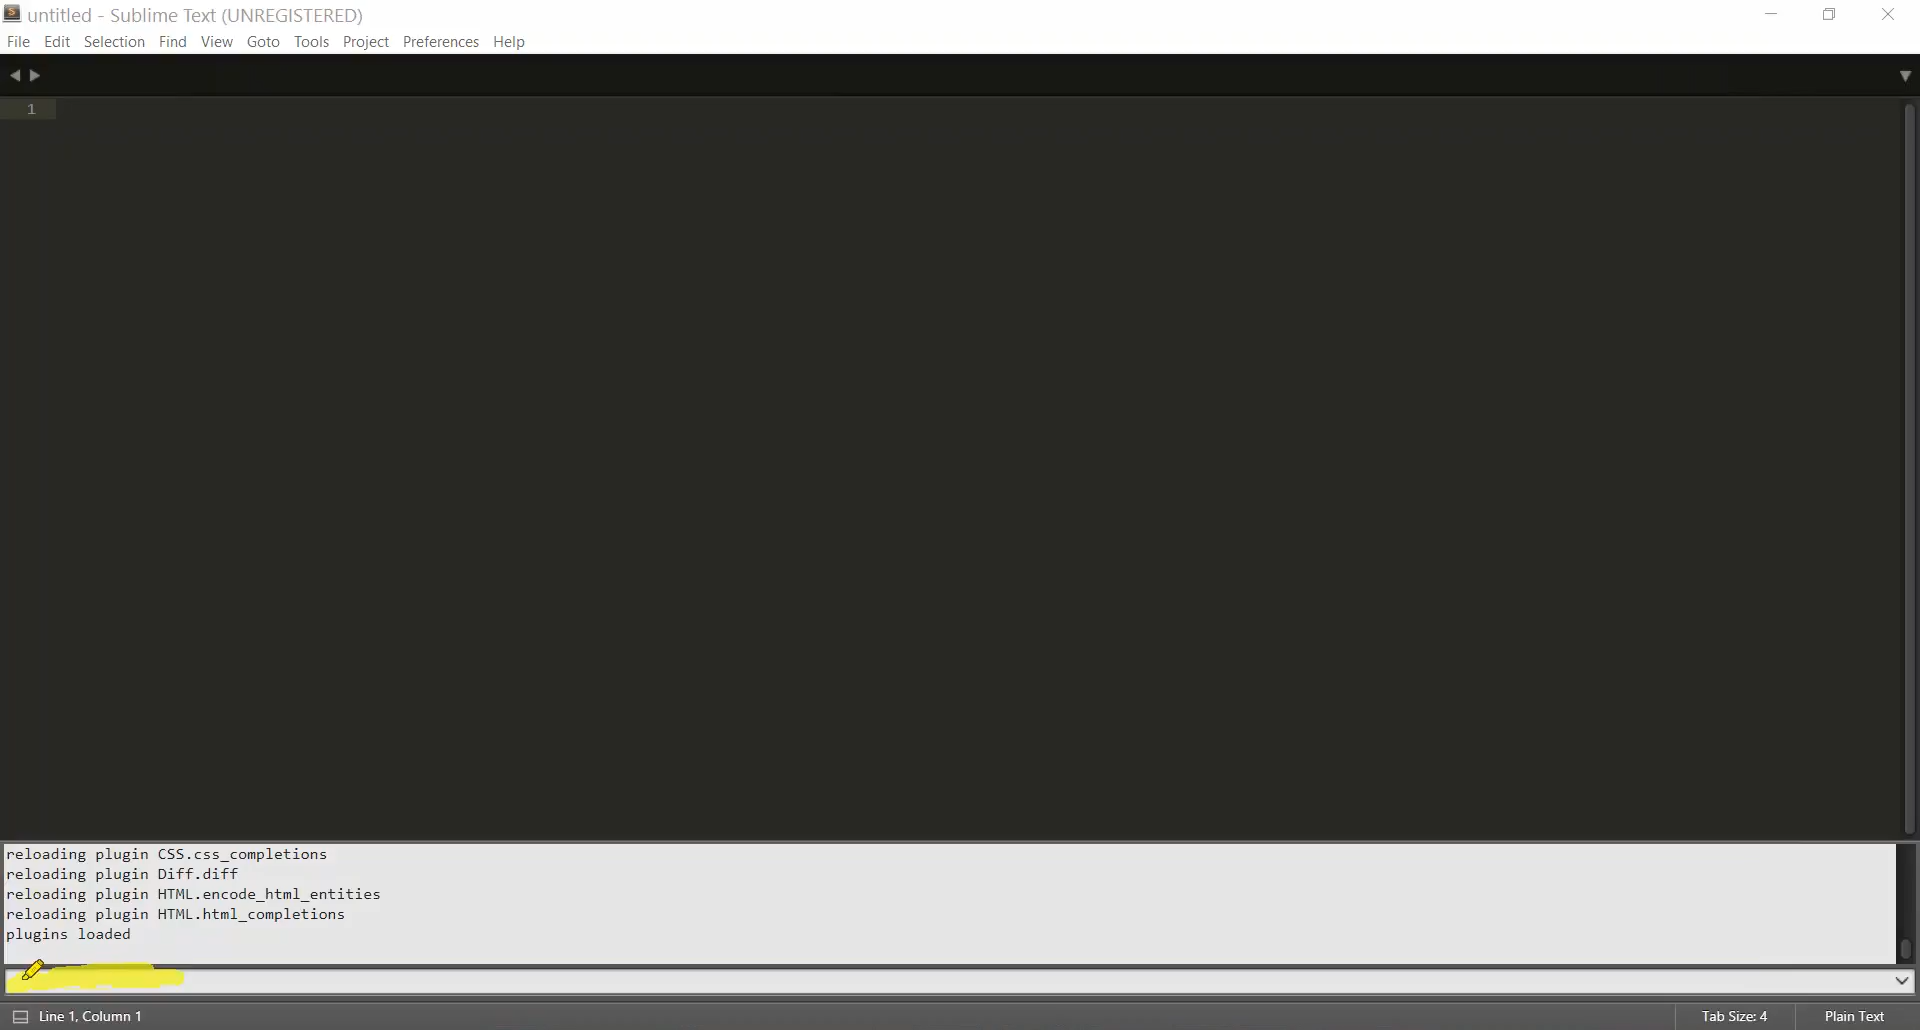 untitled - Sublime Text (UNREGISTERED)
File Edit Selection Find View Goto Tools Project Preferences Help
1
reloading plugin CSS.css_completions
reloading plugin Diff.diff
reloading plugin HTML.encode_html_entities
reloading plugin HTML.html_completions
plugins loaded
Line 1, Column 1 Tab Size: 4 Plain Text